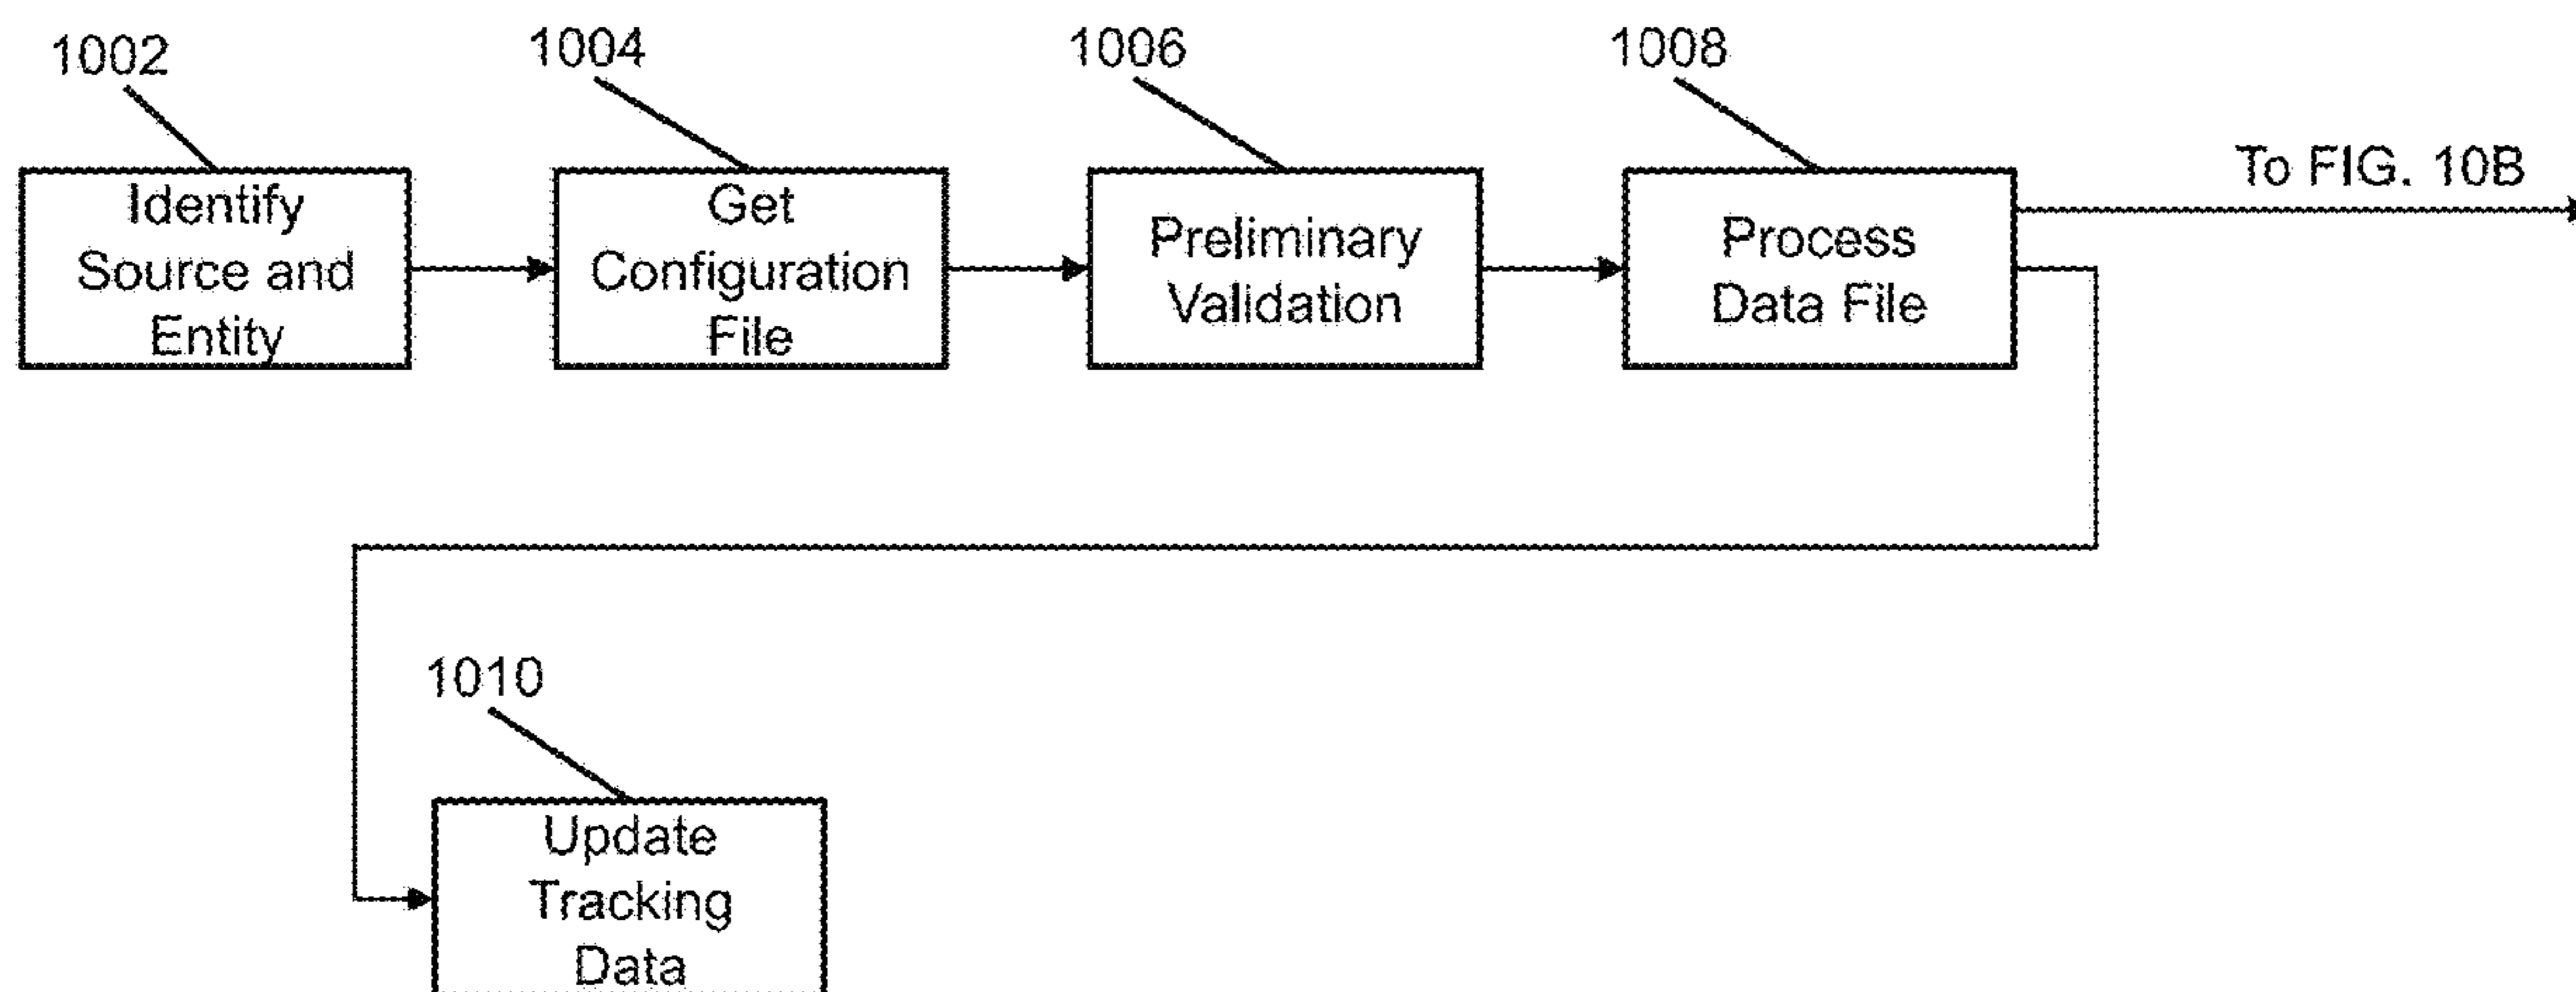 1002
1004
1006
1008
To FIG. 10B
Identify
Source and
Entity
Get
Configuration
File
Preliminary
Validation
Process
Data File
1010
Update
Tracking
Data